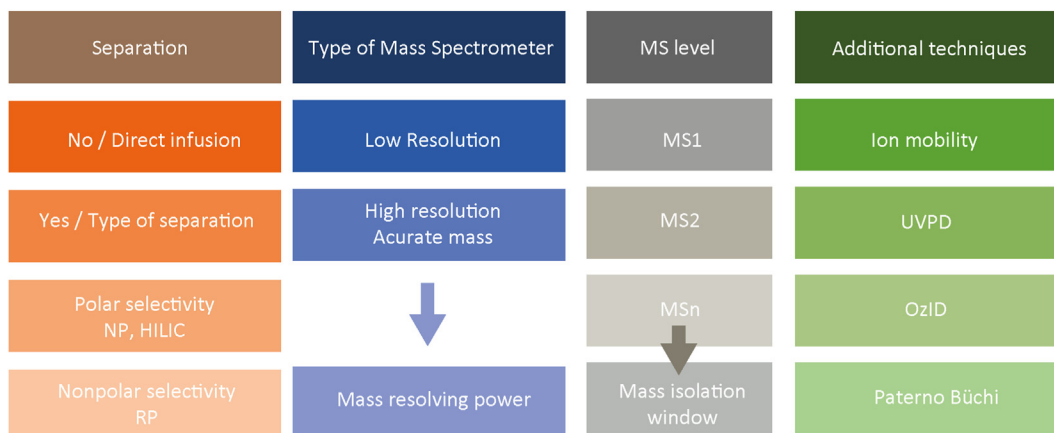 Separation
Type of Mass Spectrometer
MS level
Additional techniques
No / Direct infusion
Low Resolution
MS1
Ion mobility
Yes / Type of separation
High resolution
Acurate mass
MS2
UVPD
Polar selectivity
NP, HILIC
MSn
OzID
Nonpolar selectivity
RP
Mass resolving power
Mass isolation
window
Paterno Büchi